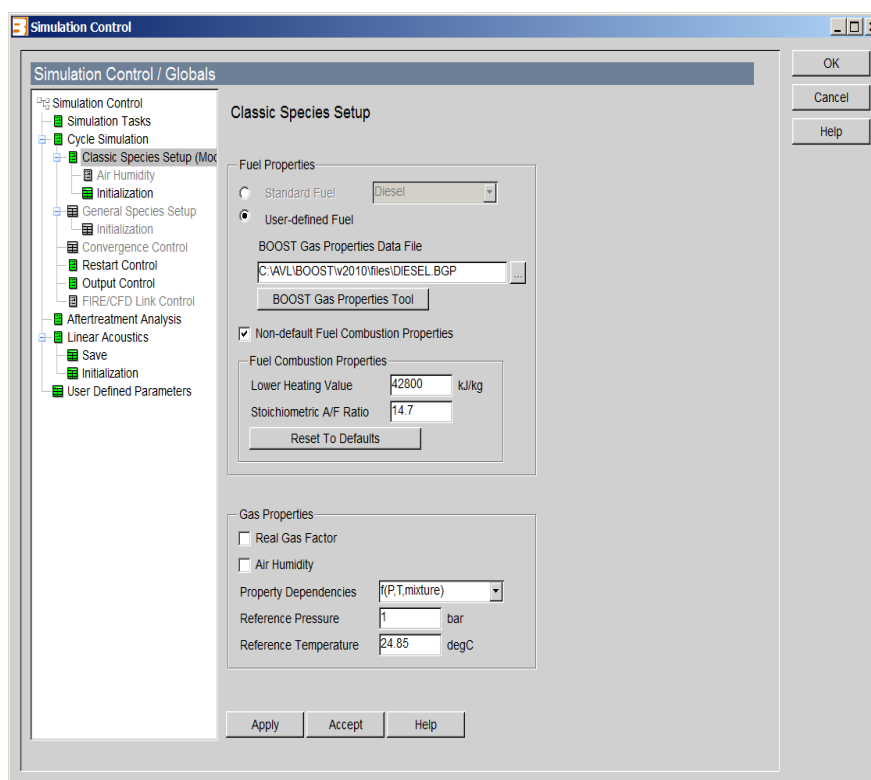 Simulation Control
OK
Cancel
Help
Simulation Control / Globals
Simulation Control
Simulation Tasks
Cycle Simulation
Classic Species Setup (Mod
Air Humidity
Initialization
General Species Setup
Initialization
Convergence Control
Restart Control
Output Control
FIRE/CFD Link Control
Aftertreatment Analysis
Linear Acoustics
Save
Initialization
User Defined Parameters
Classic Species Setup
Fuel Properties
Standard Fuel Diesel
User-defined Fuel
BOOST Gas Properties Data File
C:\AVL\BOOST\v2010\files\DIESEL.BGP ...
BOOST Gas Properties Tool
Non-default Fuel Combustion Properties
Fuel Combustion Properties
Lower Heating Value 42800 kJ/kg
Stoichiometric A/F Ratio 14.7
Reset To Defaults
Gas Properties
Real Gas Factor
Air Humidity
Property Dependencies f(P,T,mixture)
Reference Pressure 1 bar
Reference Temperature 24.85 degC
Apply Accept Help